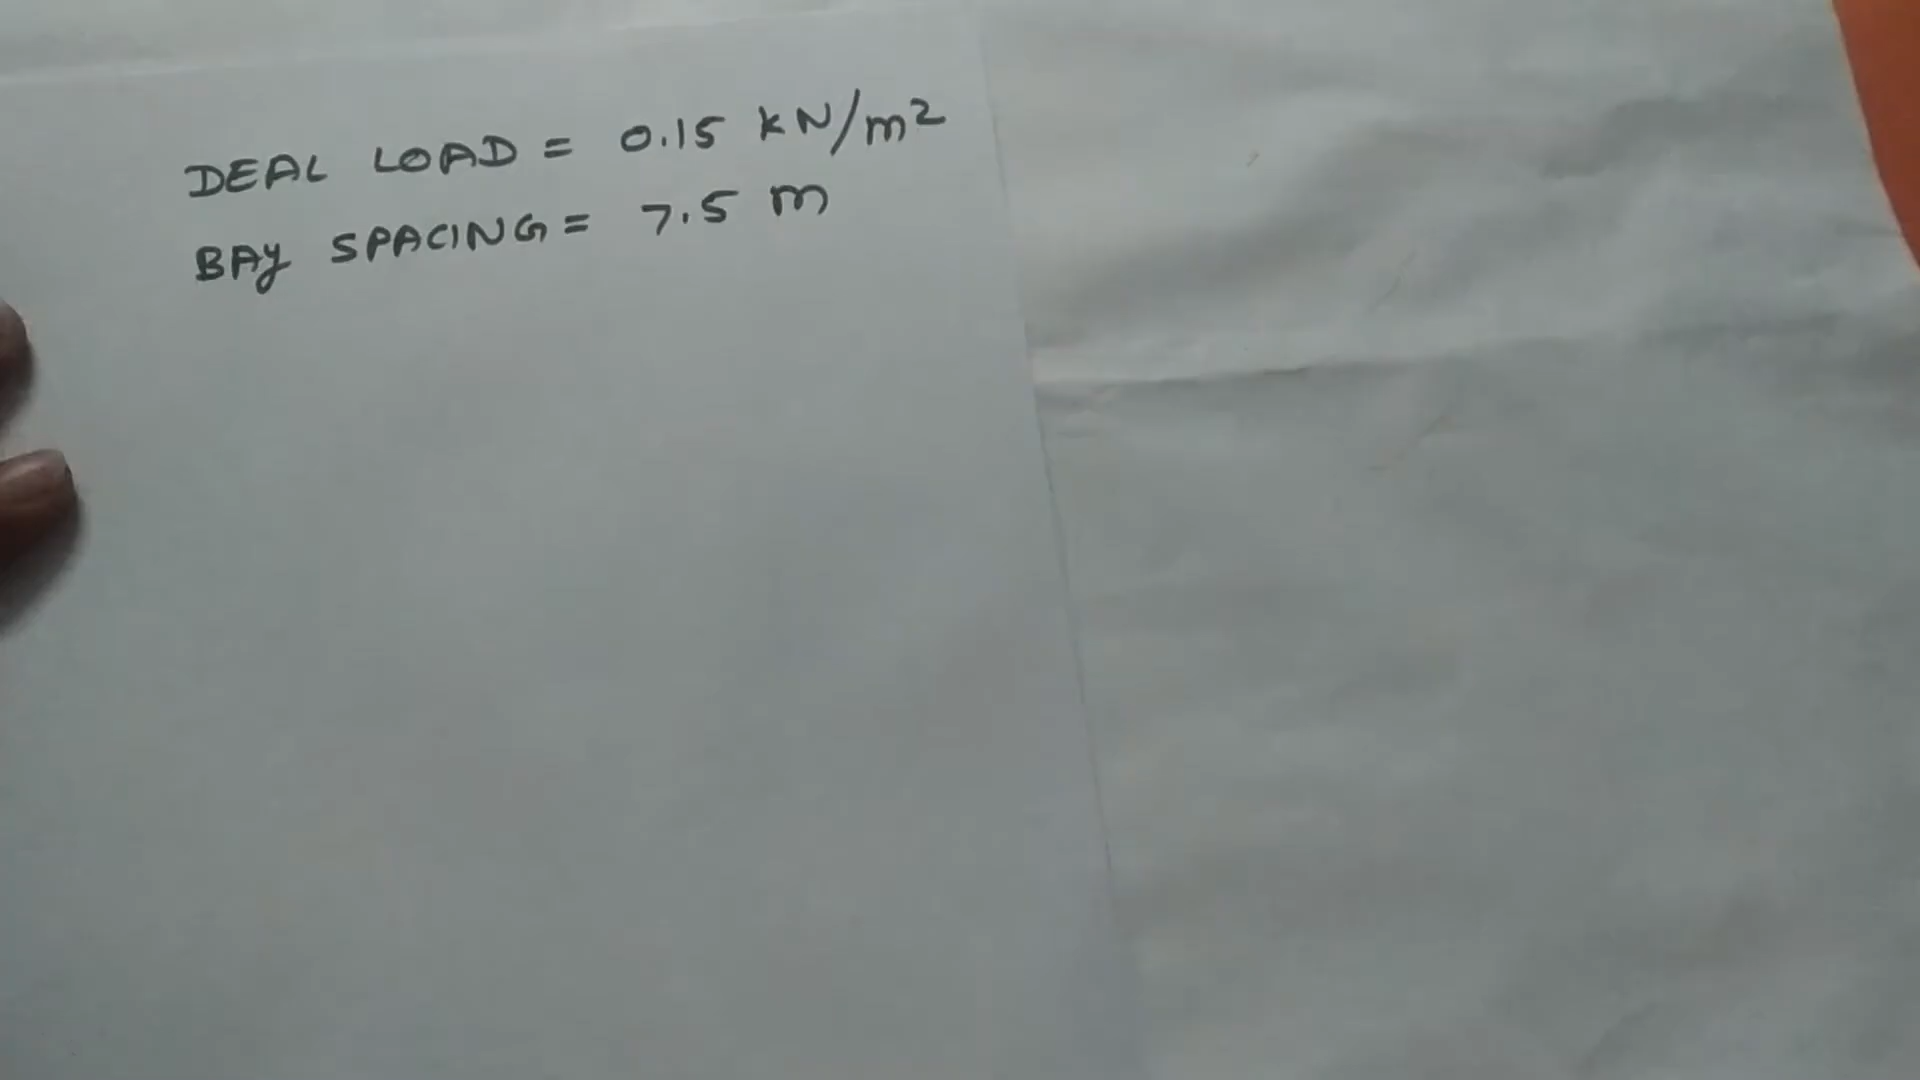 DEAL LOAD = 0.15 kN/m²
BAY SPACING = 7.5 m